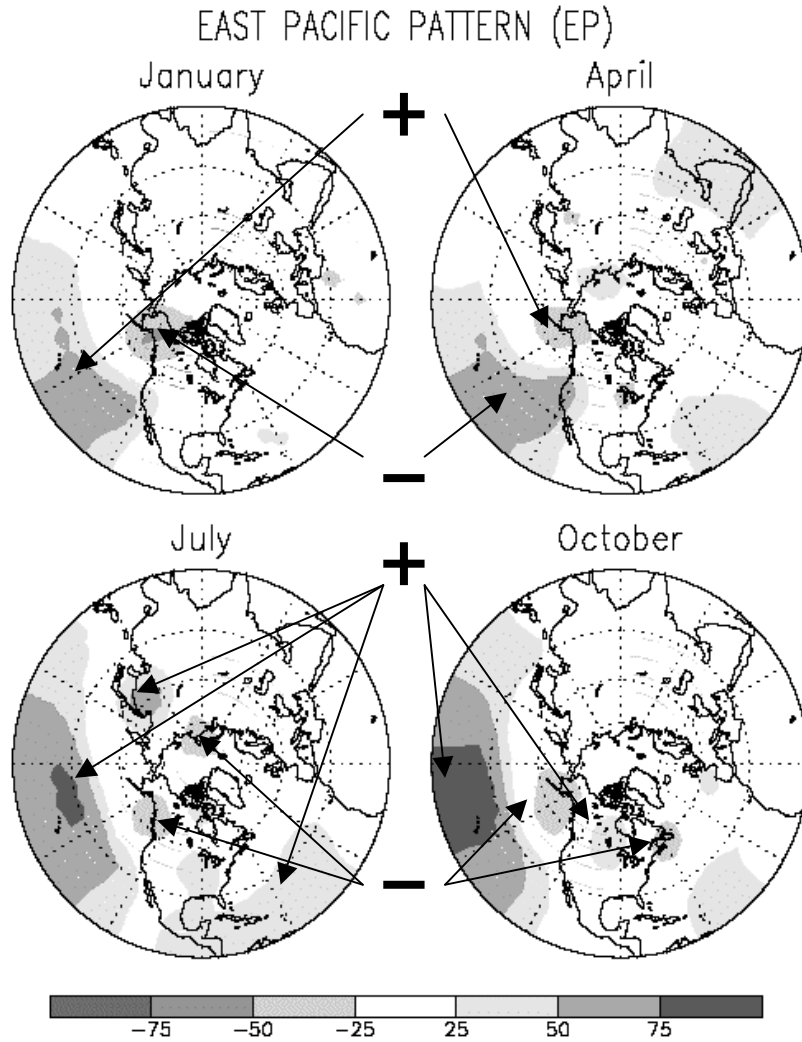 EAST PACIFIC PATTERN (EP)
January
April
+
−
July
October
+
−
−75 −50 −25 25 50 75